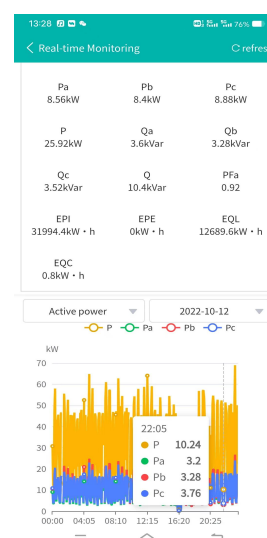 13:28 76%
Real-time Monitoring refres
Pa Pb Pc
8.56kW 8.4kW 8.88kW
P Qa Qb
25.92kW 3.6kVar 3.28kVar
Qc Q PFa
3.52kVar 10.4kVar 0.92
EPI EPE EQL
31994.4kW·h 0kW·h 12689.6kW·h
EQC
0.8kW·h
Active power 2022-10-12
P Pa Pb Pc
kW
70
60
50
40
30
20
10
0
22:05
P 10.24
Pa 3.2
Pb 3.28
Pc 3.76
00:00 04:05 08:10 12:15 16:20 20:25